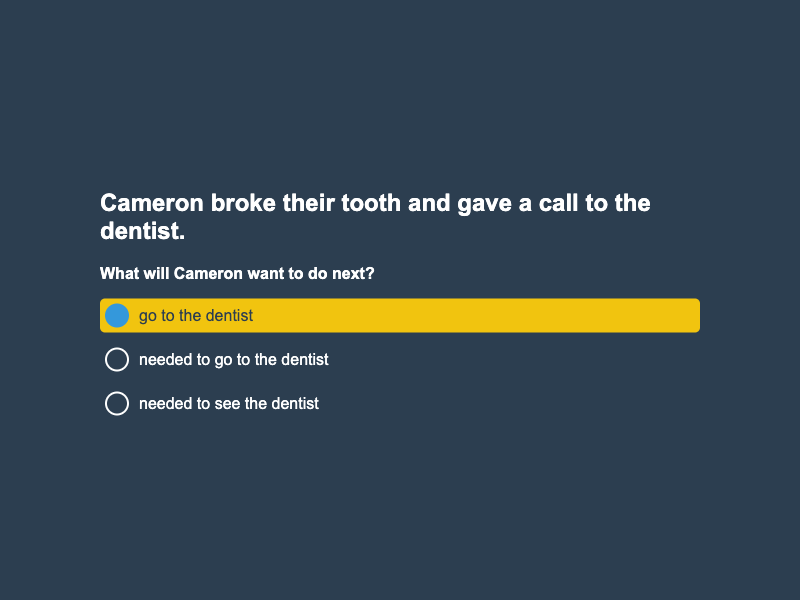 Cameron broke their tooth and gave a call to the
dentist.
What will Cameron want to do next?
go to the dentist
needed to go to the dentist
needed to see the dentist